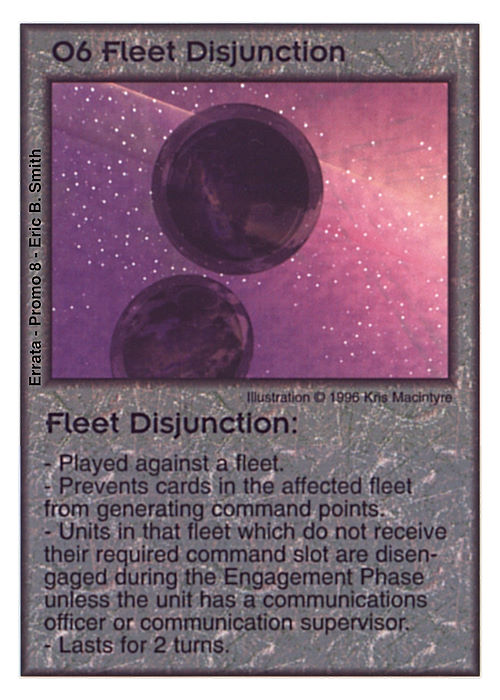 O6 Fleet Disjunction
Errata - Promo 8 - Eric B. Smith
Illustration © 1996 Kris Macintyre
Fleet Disjunction:
- Played against a fleet.
- Prevents cards in the affected fleet
from generating command points.
- Units in that fleet which do not receive
their required command slot are disen-
gaged during the Engagement Phase
unless the unit has a communications
officer or communication supervisor.
- Lasts for 2 turns.